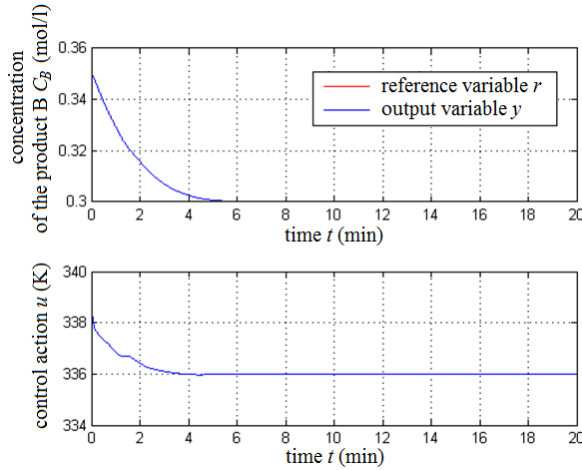 concentration
of the product B C_B (mol/l)
0.36
0.34
0.32
0.3
reference variable r
output variable y
0 2 4 6 8 10 12 14 16 18 20
time t (min)
control action u (K)
340
338
336
334
0 2 4 6 8 10 12 14 16 18 20
time t (min)